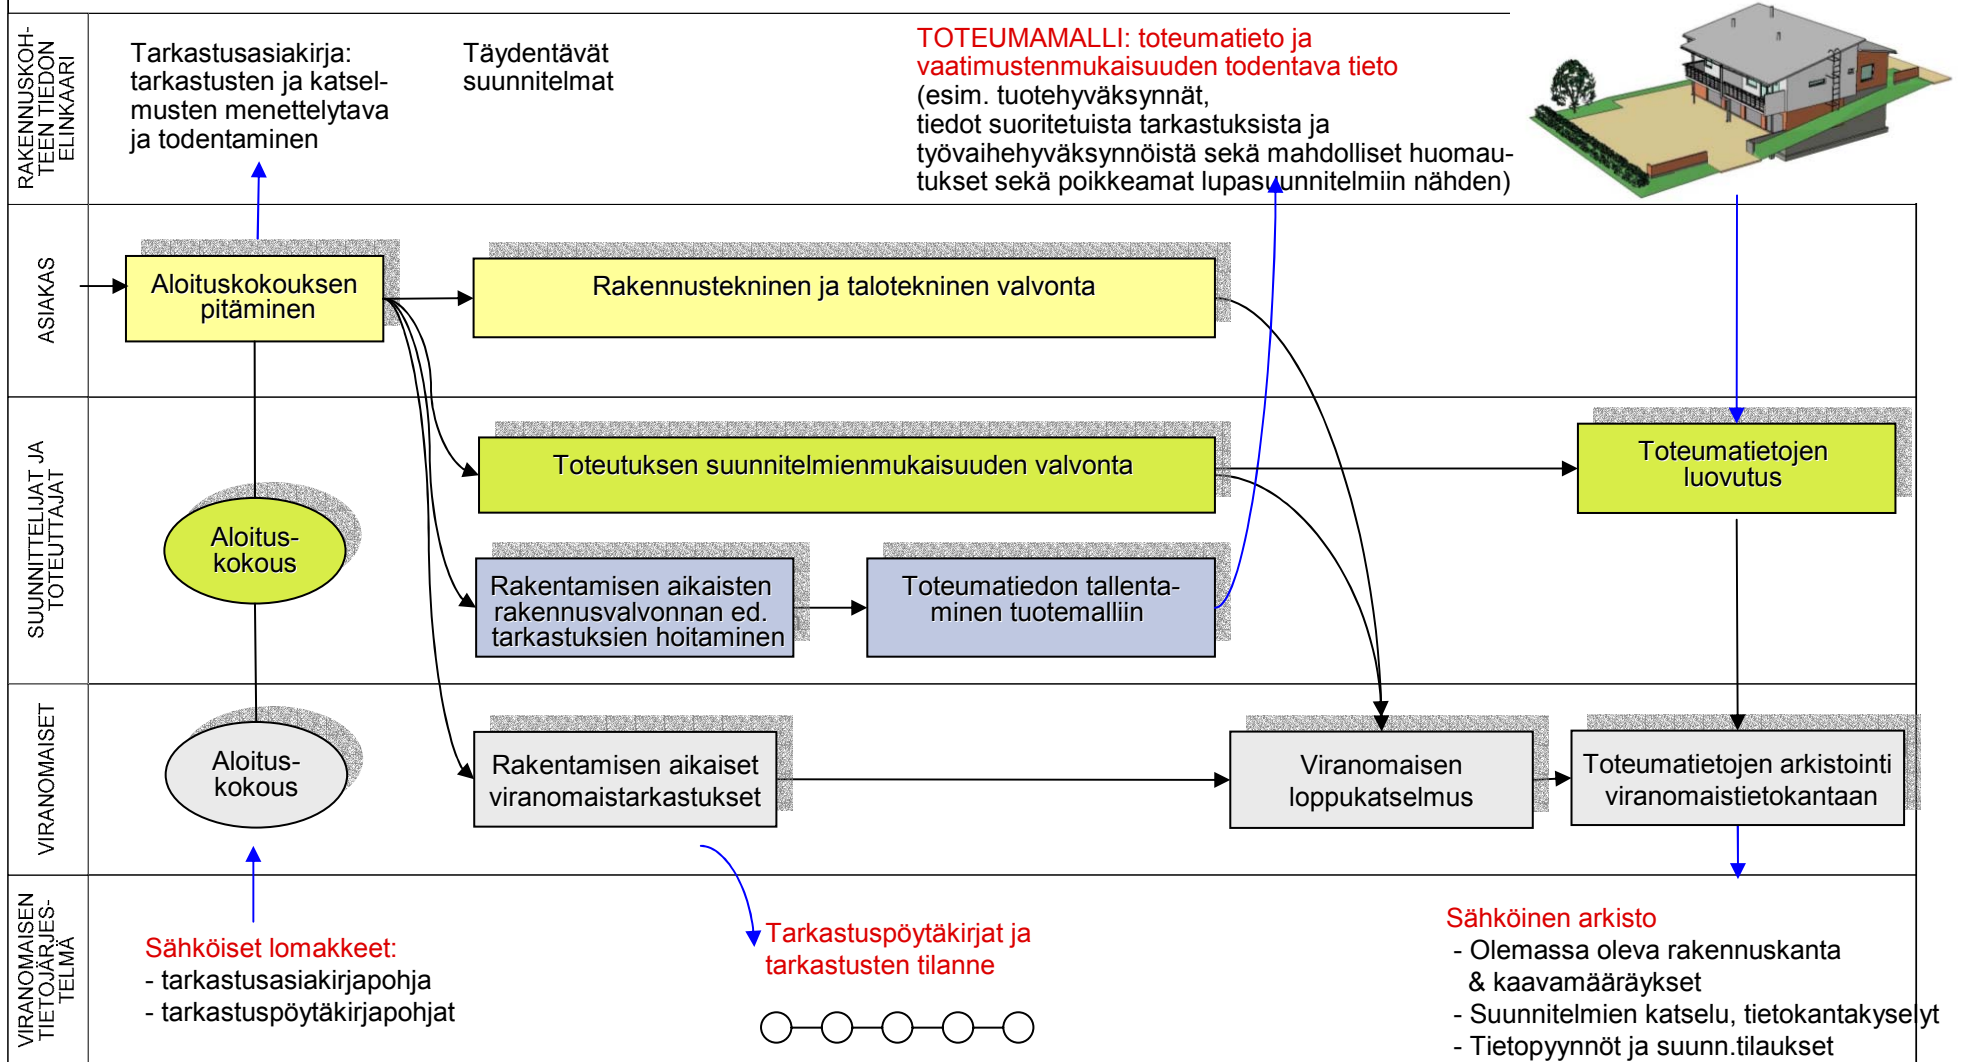 RAKENNUSKOH-
TEEN TIEDON
ELINKAARI
Tarkastusasiakirja:
tarkastusten ja katsel-
musten menettelytava
ja todentaminen
Täydentävät
suunnitelmat
TOTEUMAMALLI: toteumatieto ja
vaatimustenmukaisuuden todentava tieto
(esim. tuotehyväksynnät,
tiedot suoritetuista tarkastuksista ja
työvaihehyväksynnöistä sekä mahdolliset huomau-
tukset sekä poikkeamat lupasuunnitelmiin nähden)
ASIAKAS
Aloituskokouksen
pitäminen
Rakennustekninen ja talotekninen valvonta
SUUNNITTELIJAT JA
TOTEUTTAJAT
Aloitus-
kokous
Toteutuksen suunnitelmienmukaisuuden valvonta
Toteumatietojen
luovutus
Rakentamisen aikaisten
rakennusvalvonnan ed.
tarkastuksien hoitaminen
Toteumatiedon tallenta-
minen tuotemalliin
VIRANOMAISET
Aloitus-
kokous
Rakentamisen aikaiset
viranomaistarkastukset
Viranomaisen
loppukatselmus
Toteumatietojen arkistointi
viranomaistietokantaan
VIRANOMAISEN
TIETOJÄRJES-
TELMÄ
Sähköiset lomakkeet:
- tarkastusasiakirjapohja
- tarkastuspöytäkirjapohjat
Tarkastuspöytäkirjat ja
tarkastusten tilanne
Sähköinen arkisto
- Olemassa oleva rakennuskanta
& kaavamääräykset
- Suunnitelmien katselu, tietokantakyselyt
- Tietopyynnöt ja suunn.tilaukset